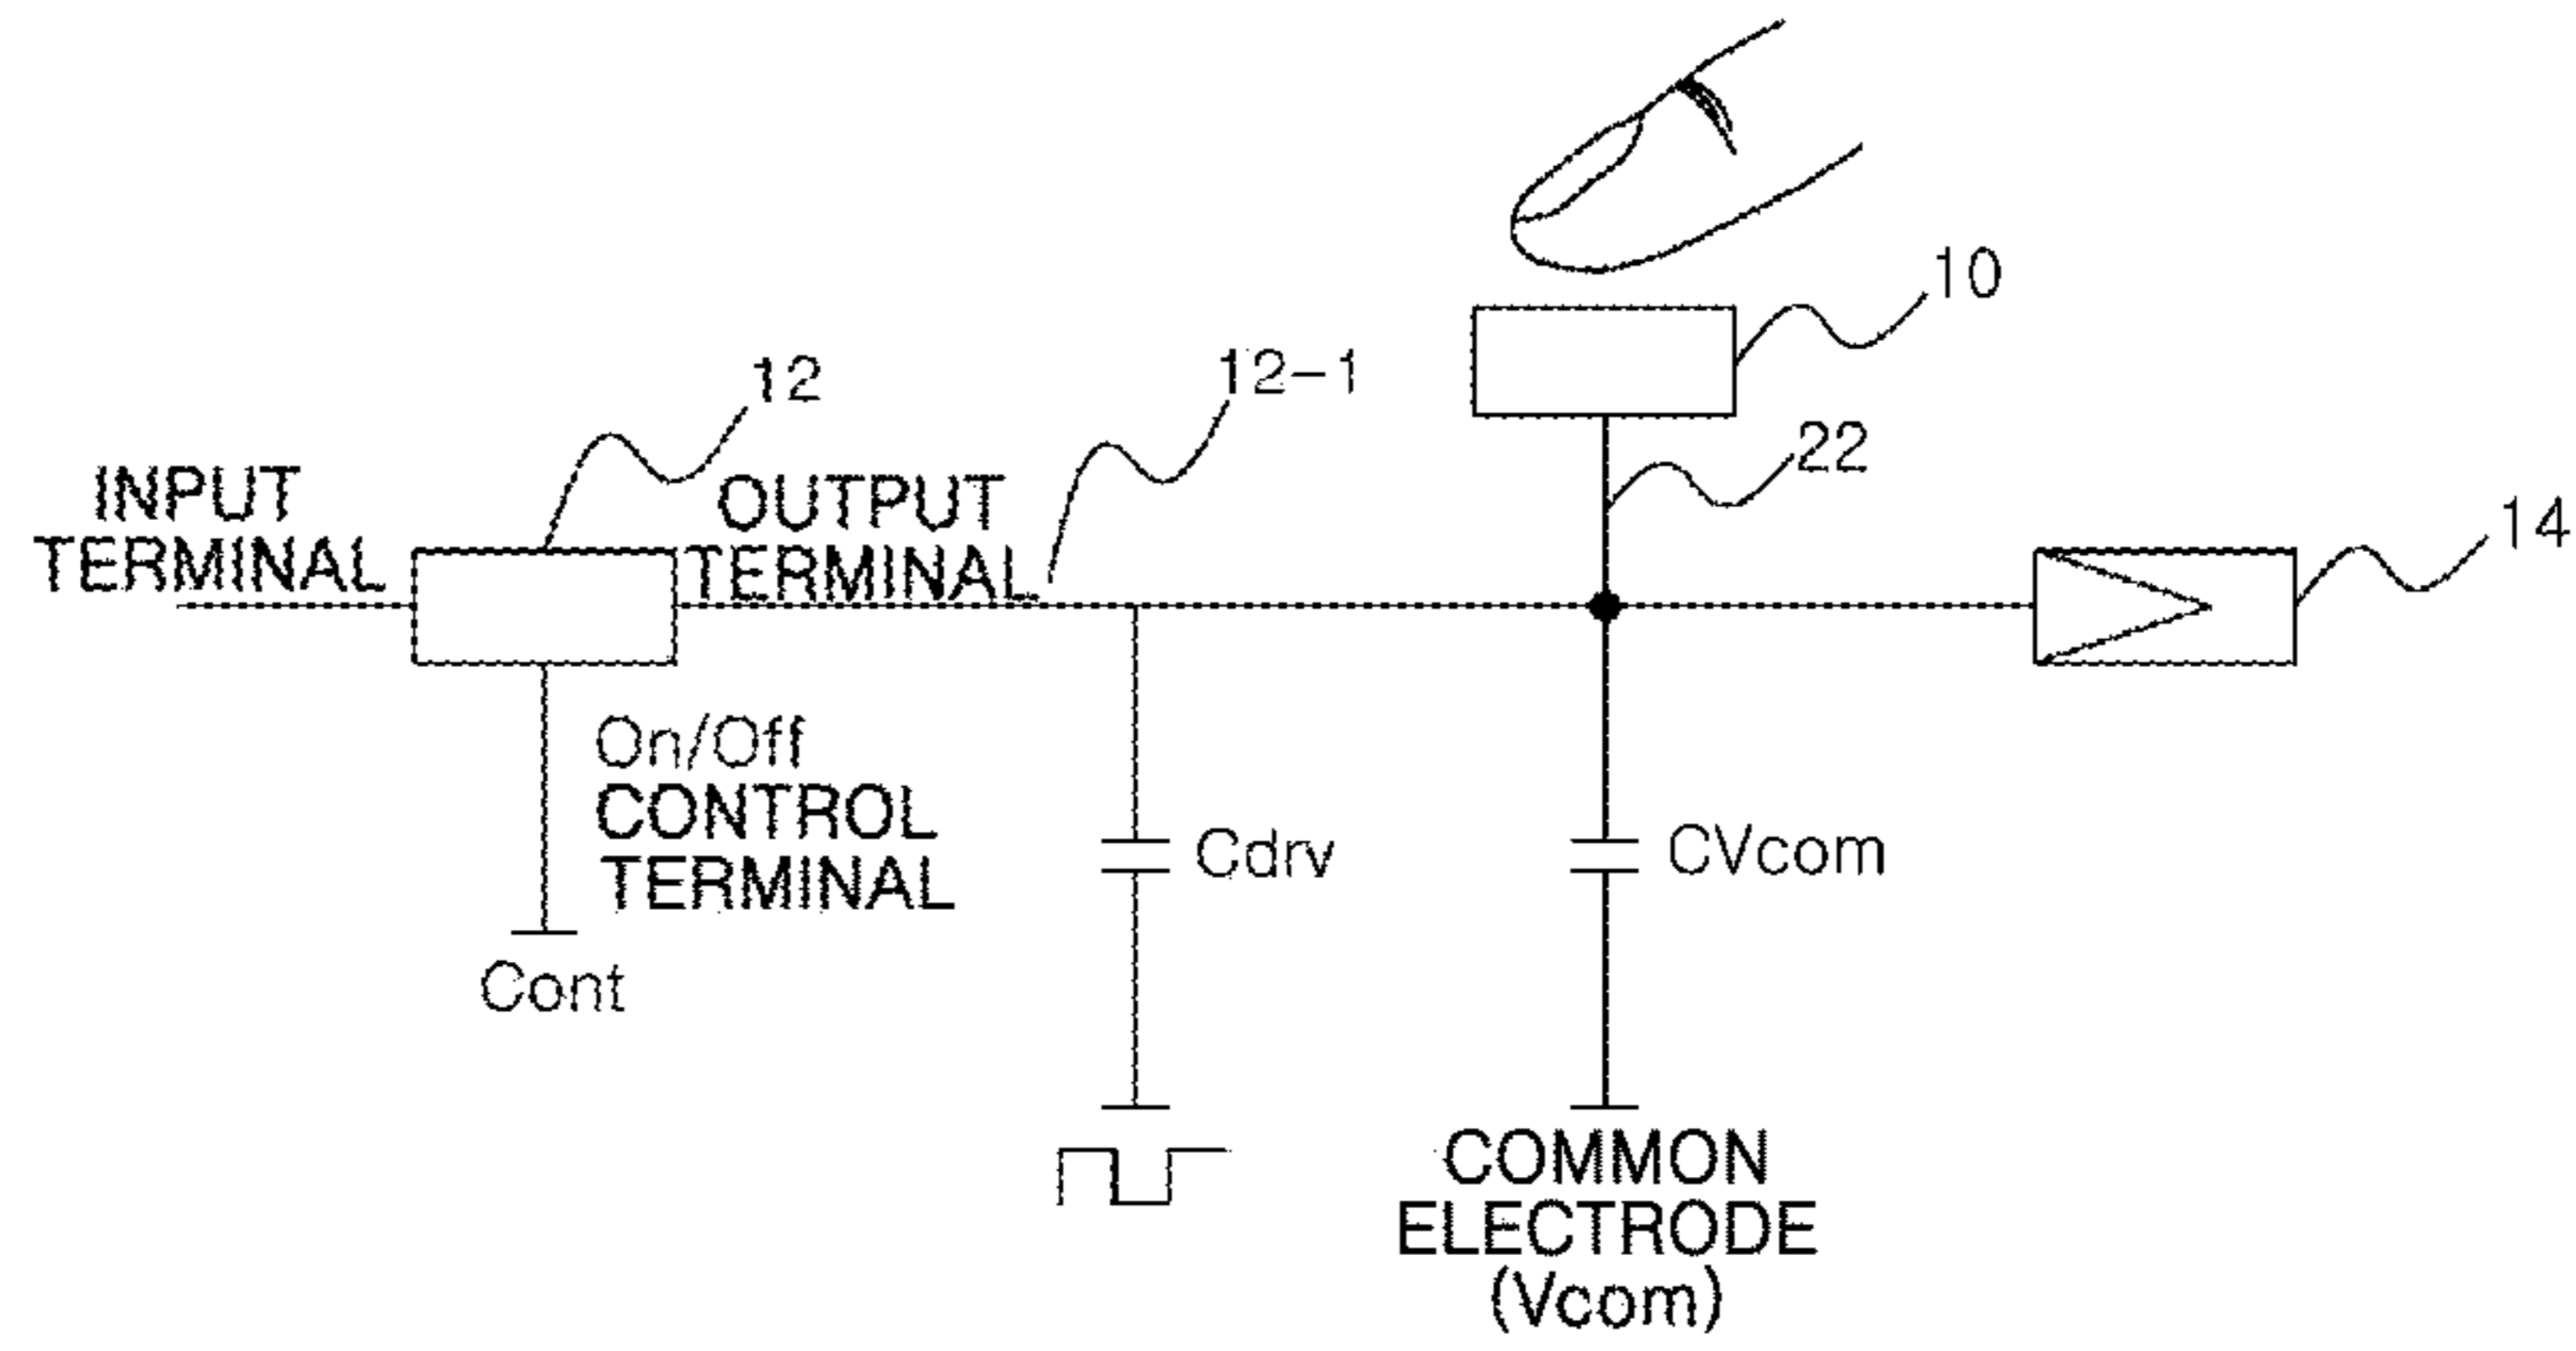 10
12
12-1
22
INPUT
TERMINAL
OUTPUT
TERMINAL
14
On/Off
CONTROL
TERMINAL
Cdrv
CVcom
Cont
COMMON
ELECTRODE
(Vcom)